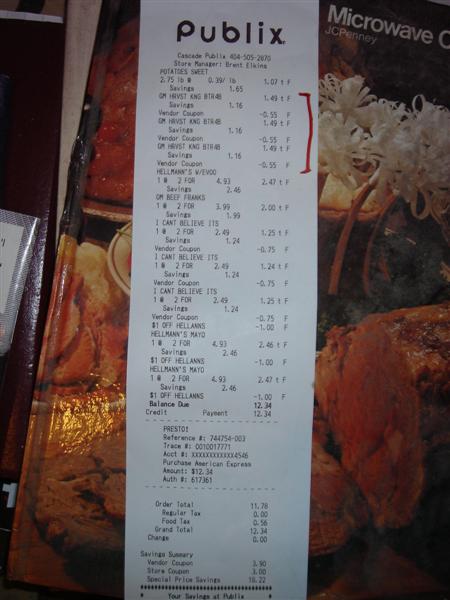 Publix.
Microwave C
JCPenney
Cascade Publix 404-505-2870
Store Manager: Brent Elkins
POTATOES SWEET
2.75 lb @ 0.39/ lb 1.07 t F
Savings 1.65
GM HRVST KNG BTR4B 1.49 t F
Savings 1.16
Vendor Coupon -0.55 F
GM HRVST KNG BTR4B 1.49 t F
Savings 1.16
Vendor Coupon -0.55 F
GM HRVST KNG BTR4B 1.49 t F
Savings 1.16
Vendor Coupon -0.55 F
HELLMANN'S W/EVOO
1 @ 2 FOR 4.93 2.47 t F
Savings 2.46
OM BEEF FRANKS
1 @ 2 FOR 3.99 2.00 t F
Savings 1.99
I CANT BELIEVE ITS
1 @ 2 FOR 2.49 1.25 t F
Savings 1.24
Vendor Coupon -0.75 F
I CANT BELIEVE ITS
1 @ 2 FOR 2.49 1.24 t F
Savings 1.24
Vendor Coupon -0.75 F
I CANT BELIEVE ITS
1 @ 2 FOR 2.49 1.25 t F
Savings 1.24
Vendor Coupon -0.75 F
$1 OFF HELLANNS -1.00 F
HELLMANN'S MAYO
1 @ 2 FOR 4.93 2.46 t F
Savings 2.46
$1 OFF HELLANNS -1.00 F
HELLMANN'S MAYO
1 @ 2 FOR 4.93 2.47 t F
Savings 2.46
$1 OFF HELLANNS -1.00 F
Balance Due 12.34
Credit Payment 12.34
PRESTO!
Reference #: 744754-003
Trace #: 0010017771
Acct #: XXXXXXXXXXXX4546
Purchase American Express
Amount: $12.34
Auth #: 617361
Order Total 11.78
Regular Tax 0.00
Food Tax 0.56
Grand Total 12.34
Change 0.00
Savings Summary
Vendor Coupon 3.90
Store Coupon 3.00
Special Price Savings 18.22
Your Savings at Publix